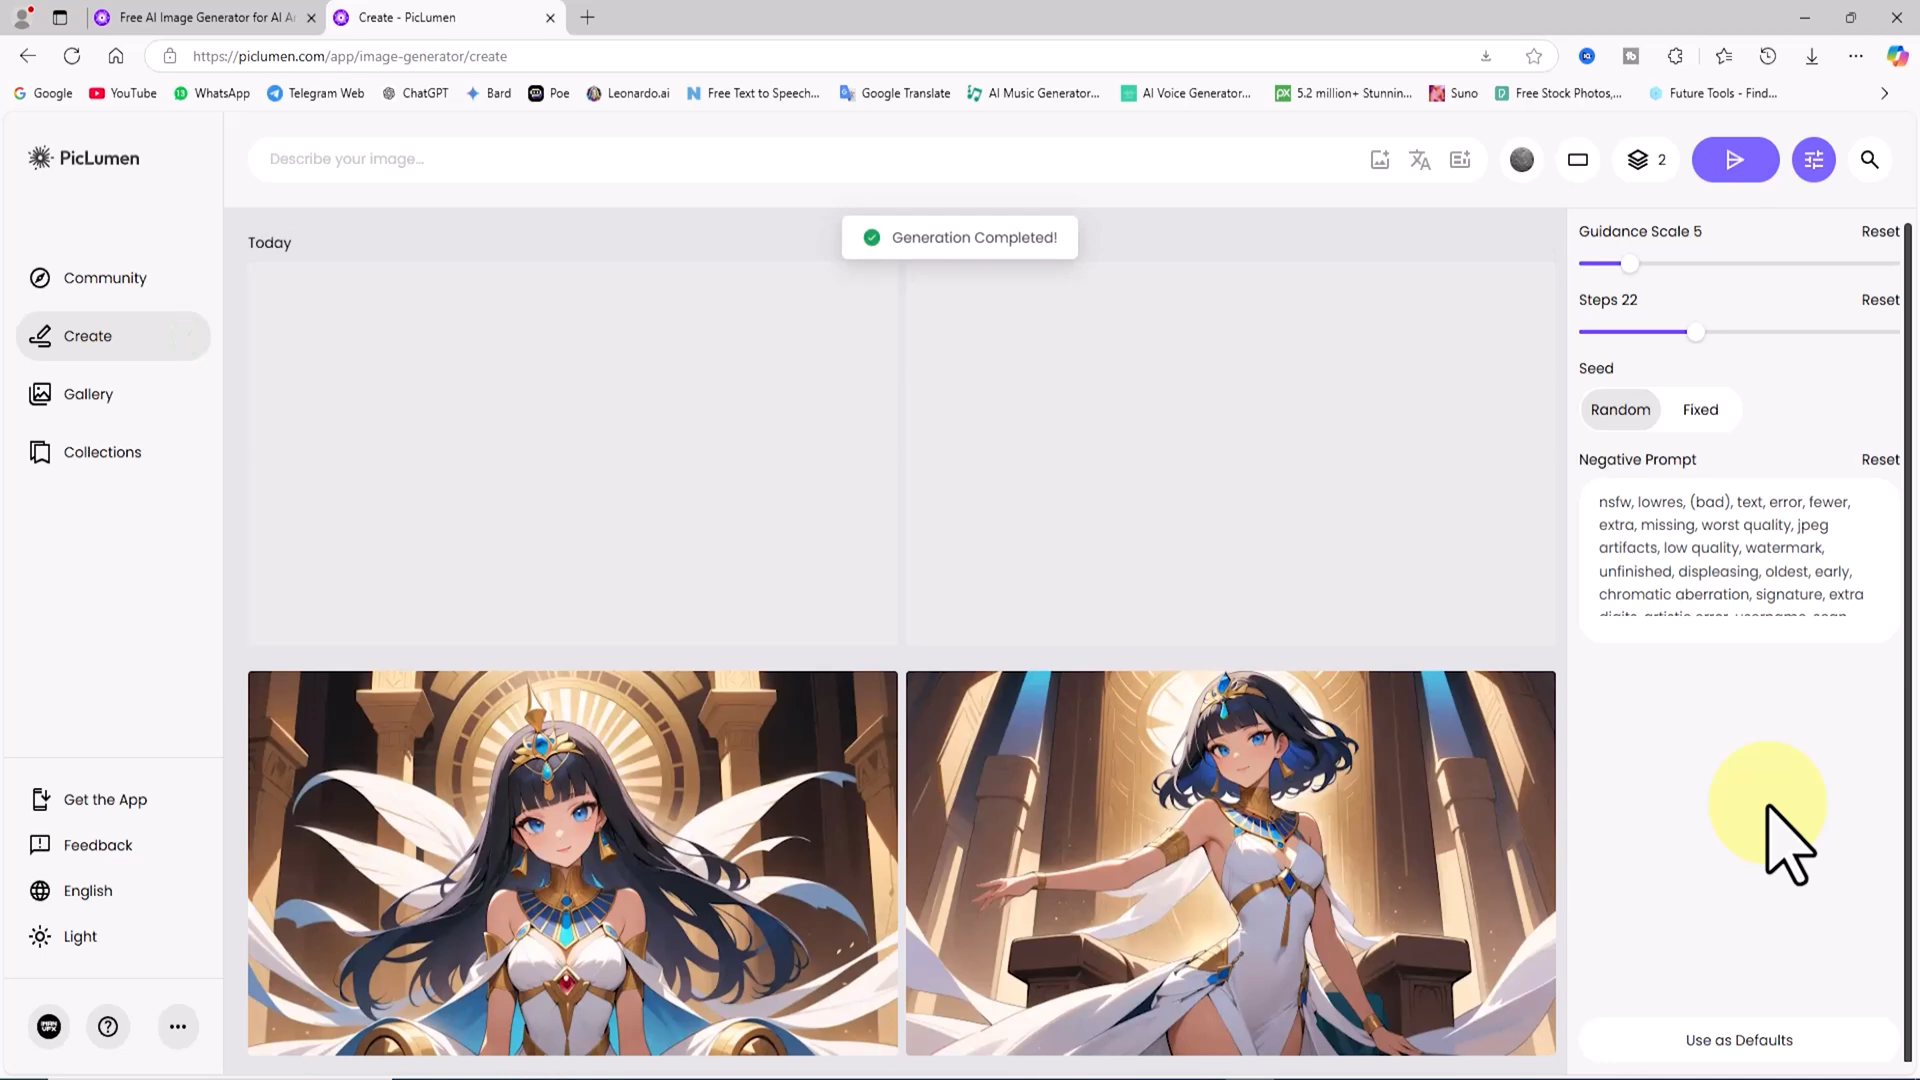 Free AI Image Generator for AI A
Create - PicLumen
https://piclumen.com/app/image-generator/create
Google
YouTube
WhatsApp
Telegram Web
ChatGPT
Bard
Poe
Leonardo.ai
Free Text to Speech...
Google Translate
AI Music Generator...
AI Voice Generator...
5.2 million+ Stunnin...
Suno
Free Stock Photos,...
Future Tools - Find...
PicLumen
Describe your image...
2
Community
Create
Gallery
Collections
Get the App
Feedback
English
Light
Today
Generation Completed!
Guidance Scale 5 Reset
Steps 22 Reset
Seed
Random Fixed
Negative Prompt Reset
nsfw, lowres, (bad), text, error, fewer,
extra, missing, worst quality, jpeg
artifacts, low quality, watermark,
unfinished, displeasing, oldest, early,
chromatic aberration, signature, extra
Use as Defaults